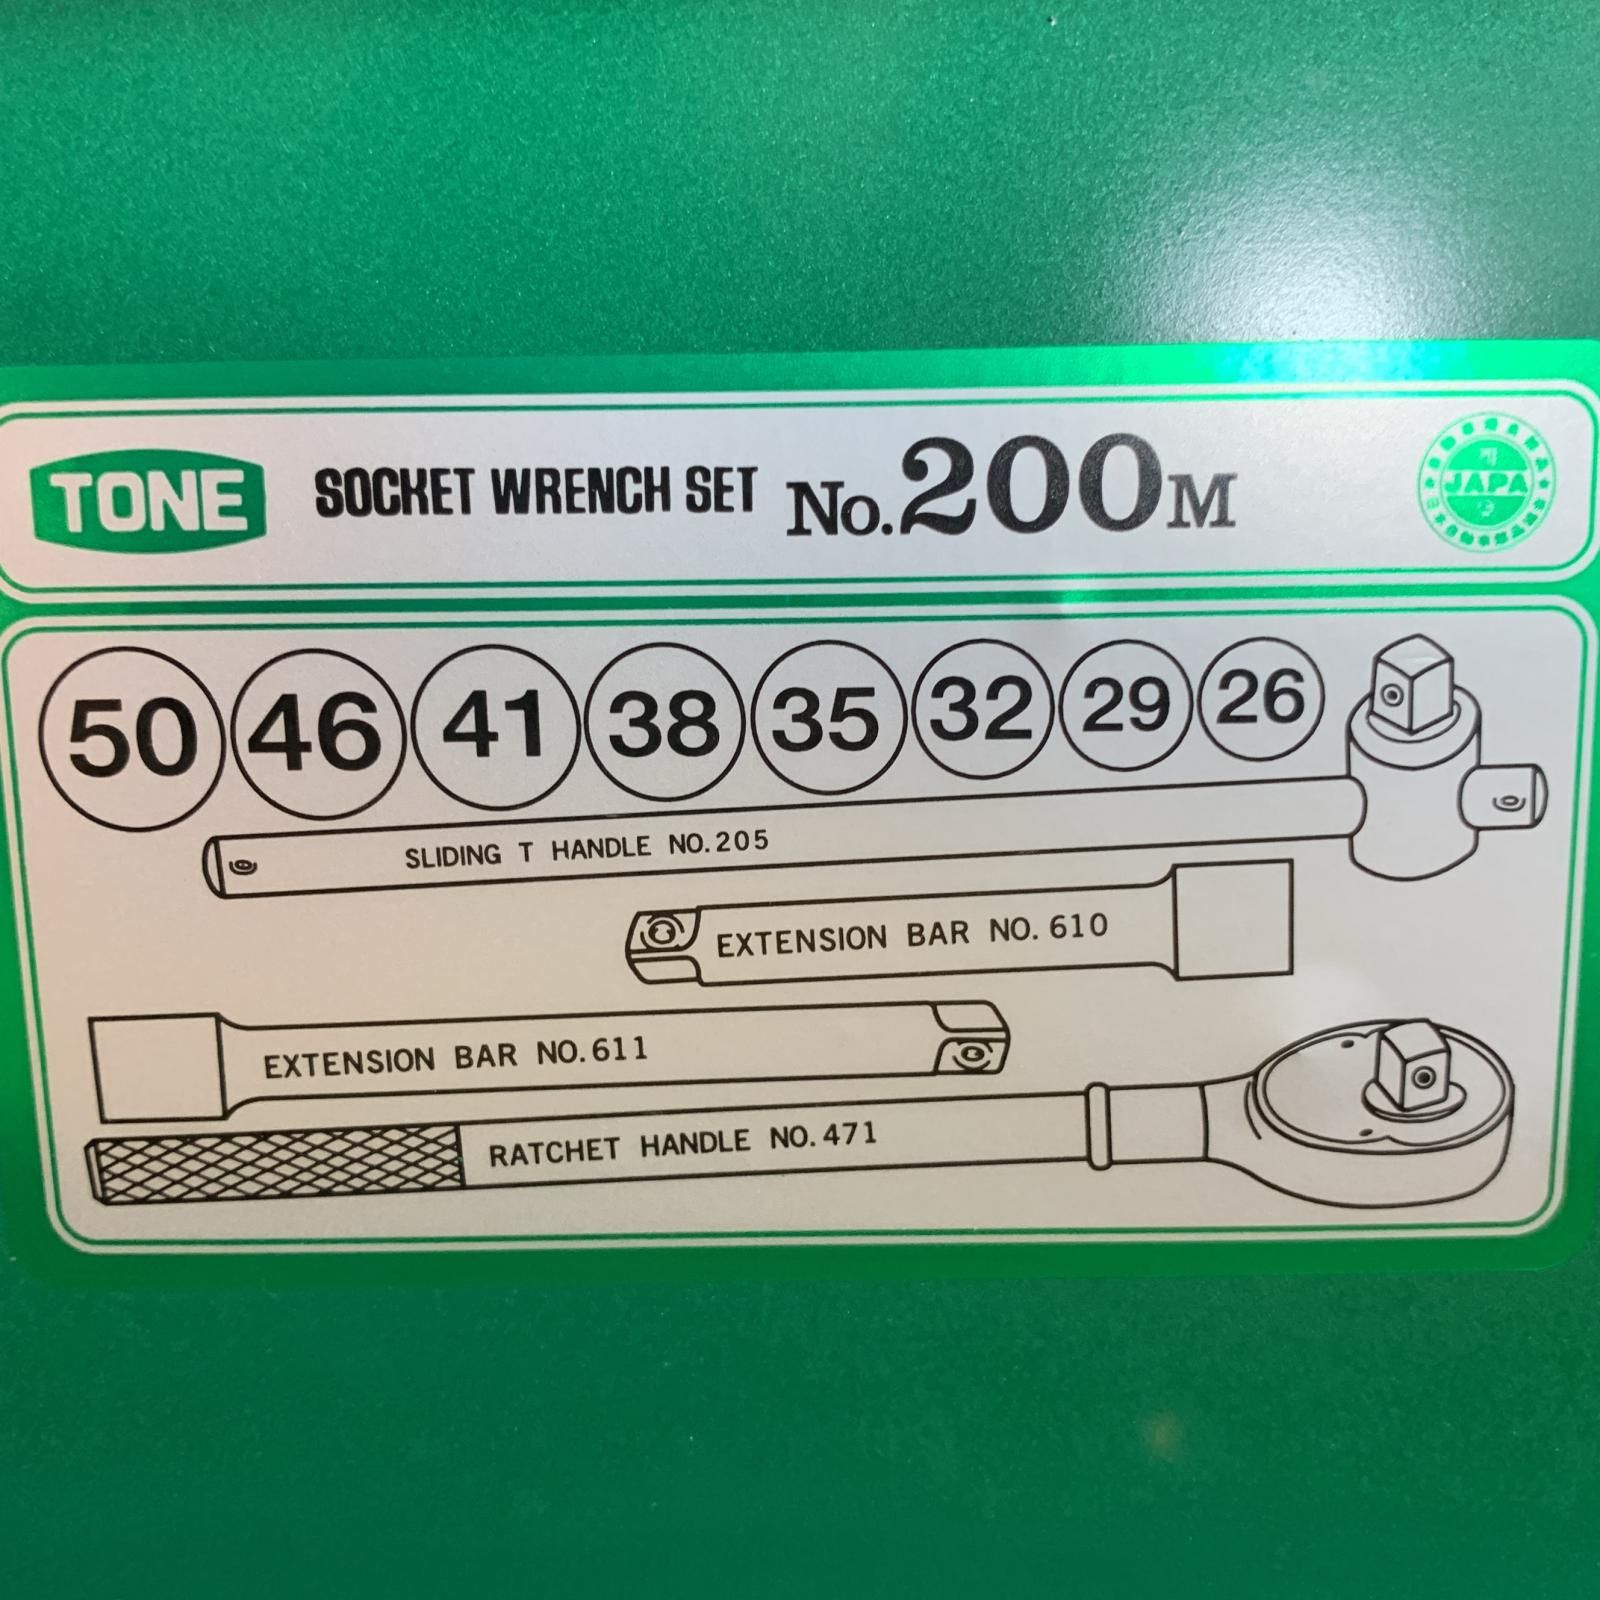 TONE SOCKET WRENCH SET No.200M
JAPA
50 46 41 38 35 32 29 26
SLIDING T HANDLE NO.205
EXTENSION BAR NO. 610
EXTENSION BAR NO.611
RATCHET HANDLE NO.471